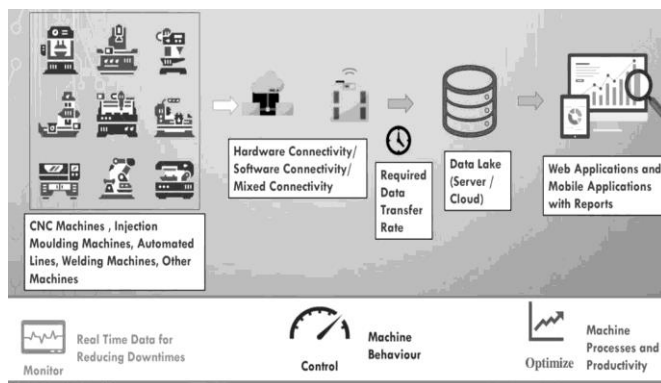 Hardware Connectivity/
Software Connectivity/
Mixed Connectivity
Required
Data
Transfer
Rate
Data Lake
(Server /
Cloud)
Web Applications and
Mobile Applications
with Reports
CNC Machines , Injection
Moulding Machines, Automated
Lines, Welding Machines, Other
Machines
Monitor
Real Time Data for
Reducing Downtimes
Control
Machine
Behaviour
Optimize
Machine
Processes and
Productivity